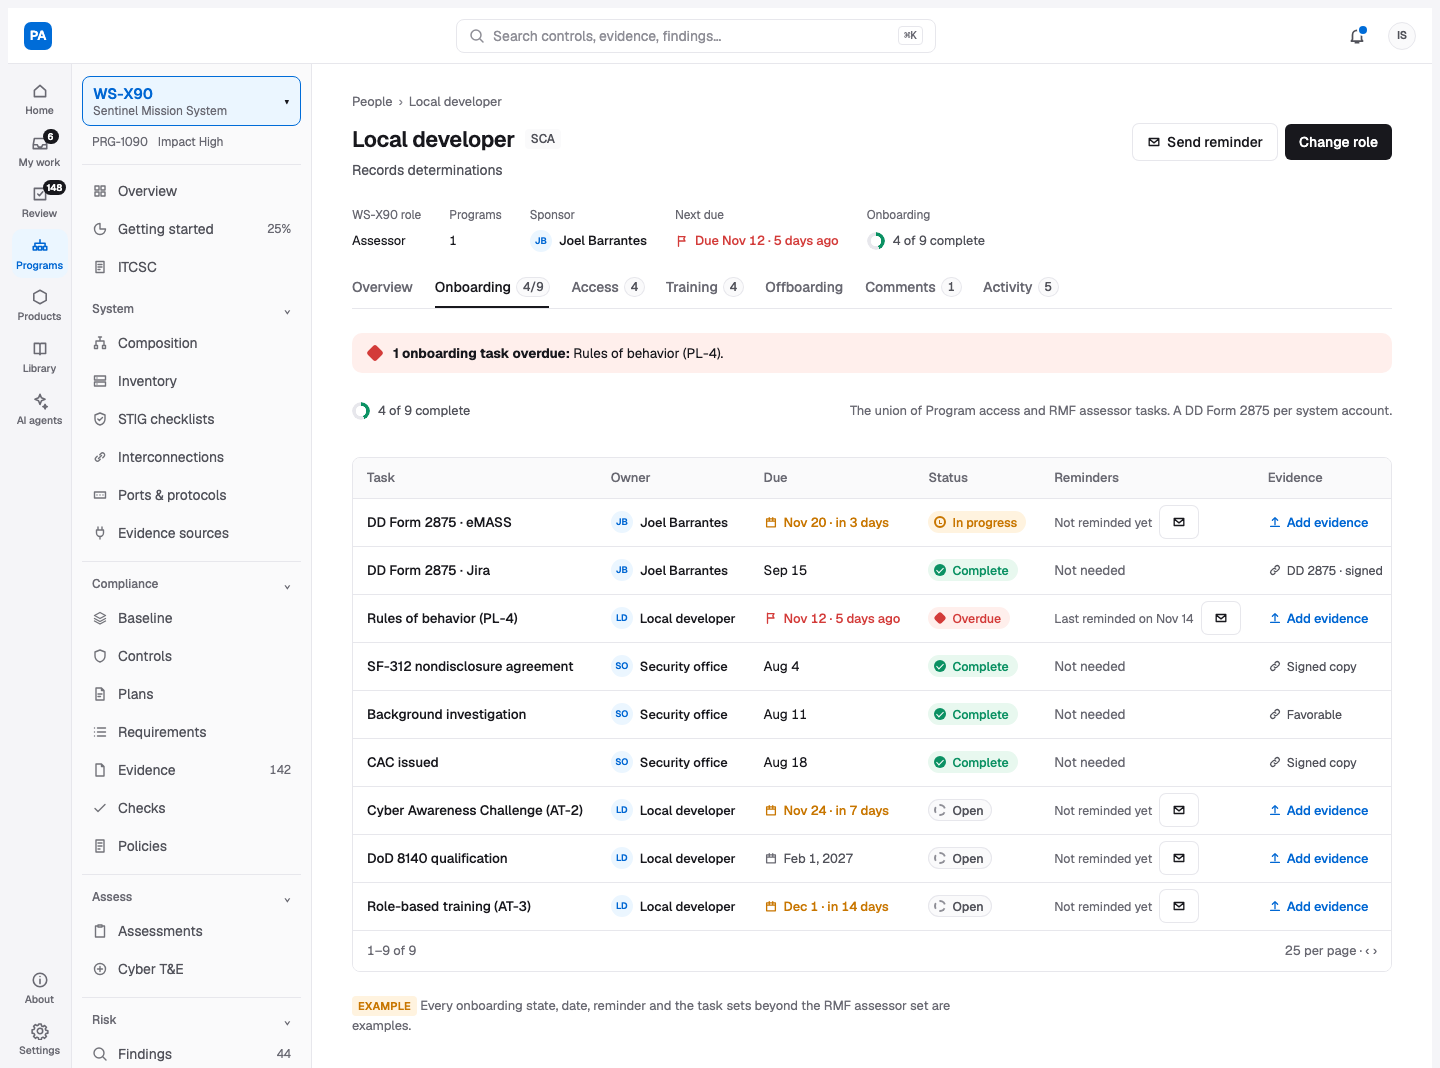 PA
Search controls, evidence, findings...
⌘K
IS
Home
6
My work
148
Review
Programs
Products
Library
AI agents
About
Settings
WS-X90
Sentinel Mission System
PRG-1090 Impact High
Overview
Getting started 25%
ITCSC
System
Composition
Inventory
STIG checklists
Interconnections
Ports & protocols
Evidence sources
Compliance
Baseline
Controls
Plans
Requirements
Evidence 142
Checks
Policies
Assess
Assessments
Cyber T&E
Risk
Findings 44
People › Local developer
Local developer SCA
Send reminder
Change role
Records determinations
WS-X90 role Programs Sponsor Next due Onboarding
Assessor 1 JB Joel Barrantes Due Nov 12 · 5 days ago 4 of 9 complete
Overview Onboarding 4/9 Access 4 Training 4 Offboarding Comments 1 Activity 5
1 onboarding task overdue: Rules of behavior (PL-4).
4 of 9 complete The union of Program access and RMF assessor tasks. A DD Form 2875 per system account.
Task Owner Due Status Reminders Evidence
DD Form 2875 · eMASS JB Joel Barrantes Nov 20 · in 3 days In progress Not reminded yet Add evidence
DD Form 2875 · Jira JB Joel Barrantes Sep 15 Complete Not needed DD 2875 · signed
Rules of behavior (PL-4) LD Local developer Nov 12 · 5 days ago Overdue Last reminded on Nov 14 Add evidence
SF-312 nondisclosure agreement SO Security office Aug 4 Complete Not needed Signed copy
Background investigation SO Security office Aug 11 Complete Not needed Favorable
CAC issued SO Security office Aug 18 Complete Not needed Signed copy
Cyber Awareness Challenge (AT-2) LD Local developer Nov 24 · in 7 days Open Not reminded yet Add evidence
DoD 8140 qualification LD Local developer Feb 1, 2027 Open Not reminded yet Add evidence
Role-based training (AT-3) LD Local developer Dec 1 · in 14 days Open Not reminded yet Add evidence
1–9 of 9 25 per page · ‹ ›
EXAMPLE Every onboarding state, date, reminder and the task sets beyond the RMF assessor set are
examples.